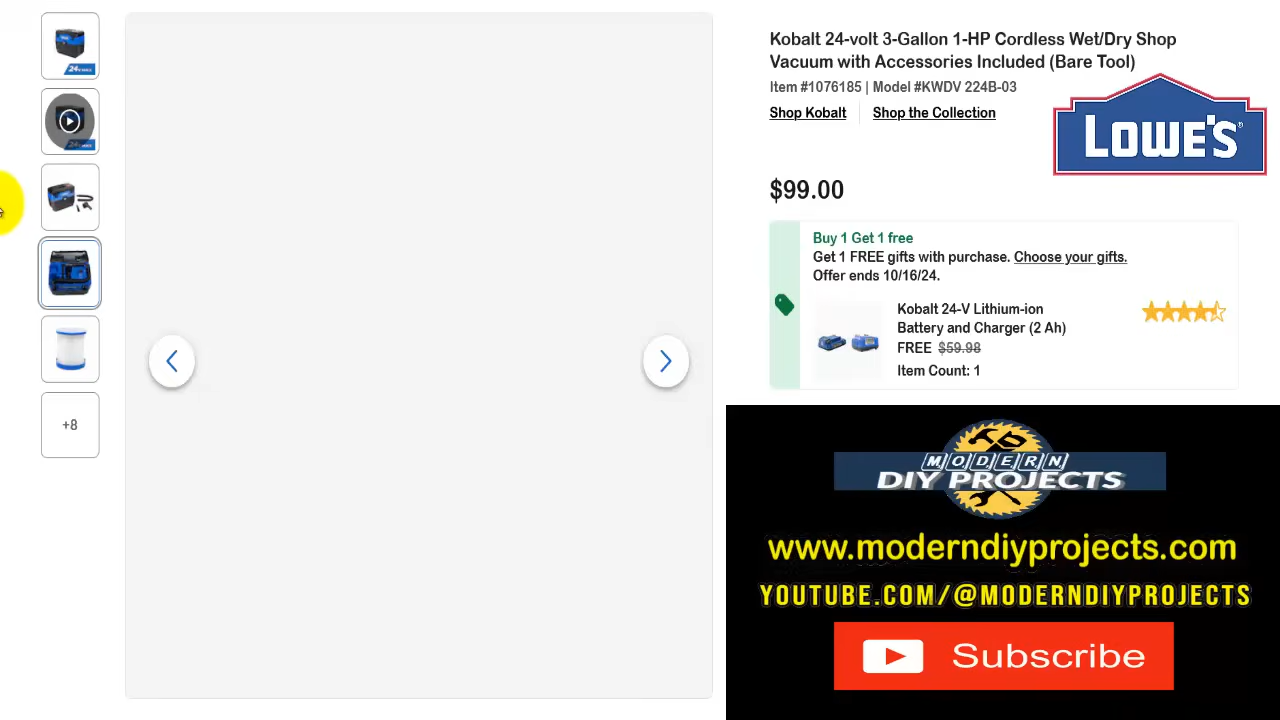 Kobalt 24-volt 3-Gallon 1-HP Cordless Wet/Dry Shop
Vacuum with Accessories Included (Bare Tool)
Item #1076185 | Model #KWDV 224B-03
Shop Kobalt
Shop the Collection
LOWE'S®
$99.00
Buy 1 Get 1 free
Get 1 FREE gifts with purchase. Choose your gifts.
Offer ends 10/16/24.
Kobalt 24-V Lithium-ion
Battery and Charger (2 Ah)
FREE $59.98
Item Count: 1
+8
MODERN
DIY PROJECTS
www.moderndiyprojects.com
YOUTUBE.COM/@MODERNDIYPROJECTS
Subscribe